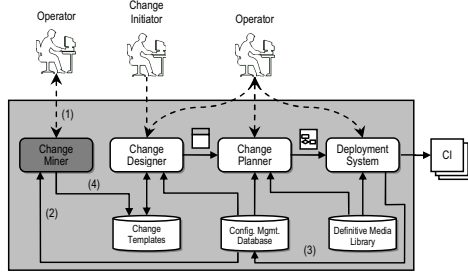 Operator
Change
Initiator
Operator
(1)
Change
Miner
Change
Designer
Change
Planner
Deployment
System
CI
(4)
(2)
Change
Templates
Config. Mgmt.
Database
(3)
Definitive Media
Library